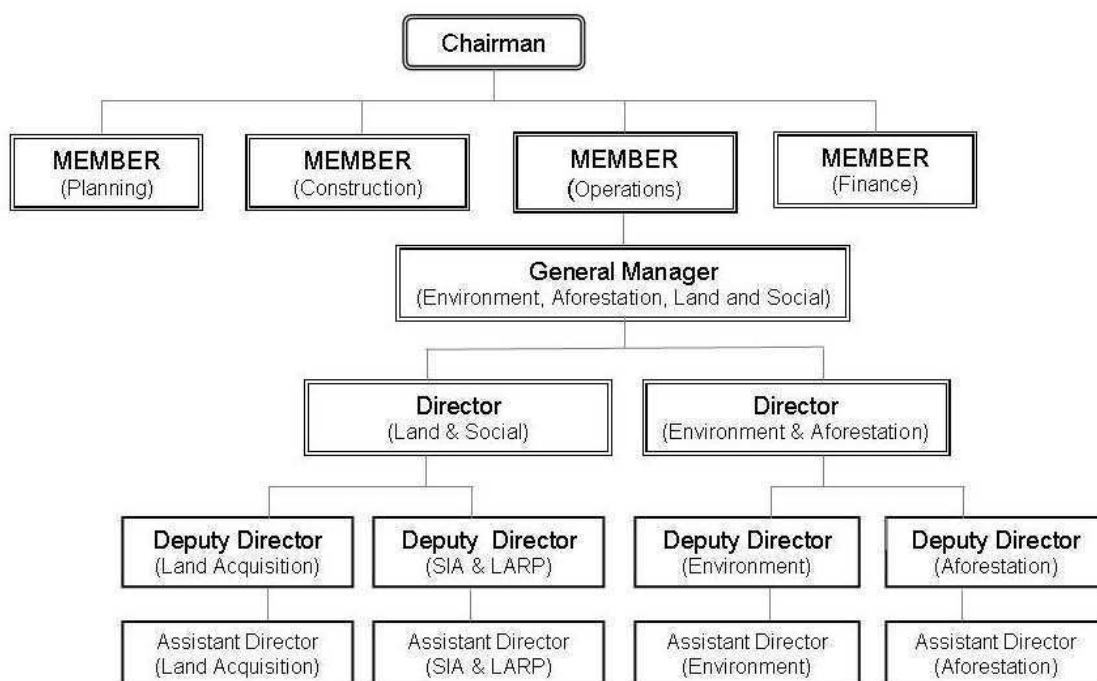 Chairman
MEMBER
(Planning)
MEMBER
(Construction)
MEMBER
(Operations)
MEMBER
(Finance)
General Manager
(Environment, Aforestation, Land and Social)
Director
(Land & Social)
Director
(Environment & Aforestation)
Deputy Director
(Land Acquisition)
Deputy Director
(SIA & LARP)
Deputy Director
(Environment)
Deputy Director
(Aforestation)
Assistant Director
(Land Acquisition)
Assistant Director
(SIA & LARP)
Assistant Director
(Environment)
Assistant Director
(Aforestation)